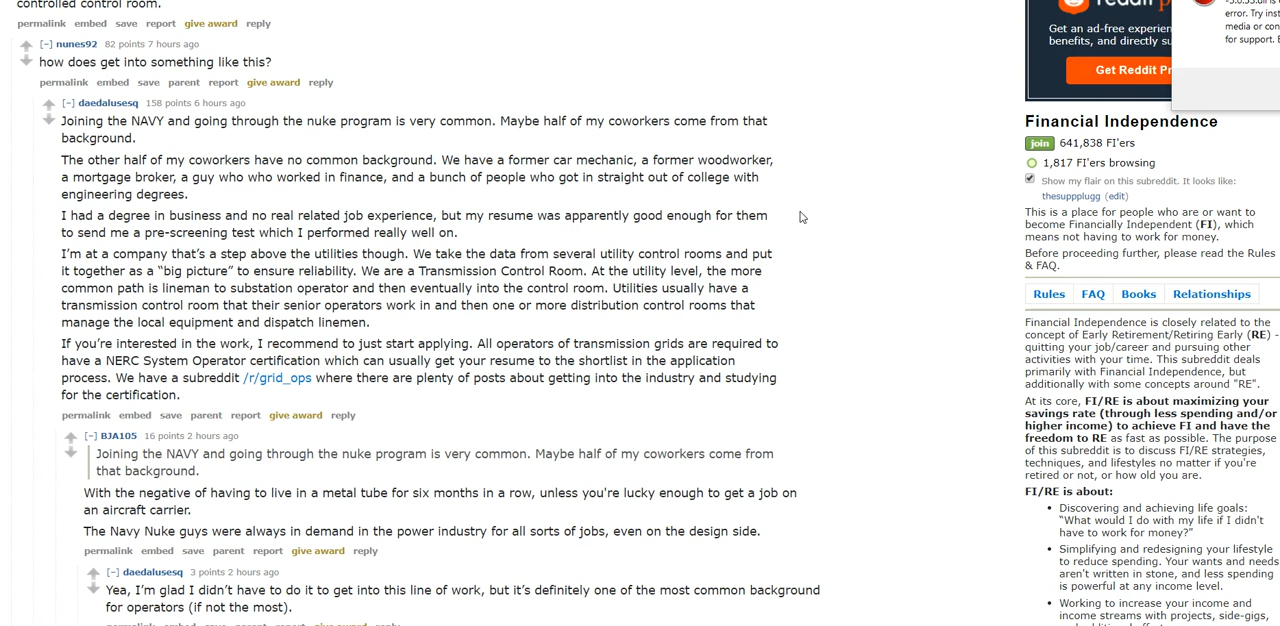 controlled control room.
permalink embed save report give award reply
[–] nunes92 82 points 7 hours ago
how does get into something like this?
permalink embed save parent report give award reply
[–] daedalusesq 158 points 6 hours ago
Joining the NAVY and going through the nuke program is very common. Maybe half of my coworkers come from that
background.
The other half of my coworkers have no common background. We have a former car mechanic, a former woodworker,
a mortgage broker, a guy who who worked in finance, and a bunch of people who got in straight out of college with
engineering degrees.
I had a degree in business and no real related job experience, but my resume was apparently good enough for them
to send me a pre-screening test which I performed really well on.
I’m at a company that’s a step above the utilities though. We take the data from several utility control rooms and put
it together as a “big picture” to ensure reliability. We are a Transmission Control Room. At the utility level, the more
common path is lineman to substation operator and then eventually into the control room. Utilities usually have a
transmission control room that their senior operators work in and then one or more distribution control rooms that
manage the local equipment and dispatch linemen.
If you’re interested in the work, I recommend to just start applying. All operators of transmission grids are required to
have a NERC System Operator certification which can usually get your resume to the shortlist in the application
process. We have a subreddit /r/grid_ops where there are plenty of posts about getting into the industry and studying
for the certification.
permalink embed save parent report give award reply
[–] BJA105 16 points 2 hours ago
Joining the NAVY and going through the nuke program is very common. Maybe half of my coworkers come from
that background.
With the negative of having to live in a metal tube for six months in a row, unless you're lucky enough to get a job on
an aircraft carrier.
The Navy Nuke guys were always in demand in the power industry for all sorts of jobs, even on the design side.
permalink embed save parent report give award reply
[–] daedalusesq 3 points 2 hours ago
Yea, I’m glad I didn’t have to do it to get into this line of work, but it’s definitely one of the most common background
for operators (if not the most).
Get an ad-free experien
benefits, and directly su
Get Reddit Pr
error. Try inst
media or con
for support. E
Financial Independence
join 641,838 FI'ers
1,817 FI'ers browsing
Show my flair on this subreddit. It looks like:
thesuppplugg (edit)
This is a place for people who are or want to
become Financially Independent (FI), which
means not having to work for money.
Before proceeding further, please read the Rules
& FAQ.
Rules FAQ Books Relationships
Financial Independence is closely related to the
concept of Early Retirement/Retiring Early (RE) -
quitting your job/career and pursuing other
activities with your time. This subreddit deals
primarily with Financial Independence, but
additionally with some concepts around "RE".
At its core, FI/RE is about maximizing your
savings rate (through less spending and/or
higher income) to achieve FI and have the
freedom to RE as fast as possible. The purpose
of this subreddit is to discuss FI/RE strategies,
techniques, and lifestyles no matter if you're
retired or not, or how old you are.
FI/RE is about:
• Discovering and achieving life goals:
“What would I do with my life if I didn't
have to work for money?”
• Simplifying and redesigning your lifestyle
to reduce spending. Your wants and needs
aren't written in stone, and less spending
is powerful at any income level.
• Working to increase your income and
income streams with projects, side-gigs,